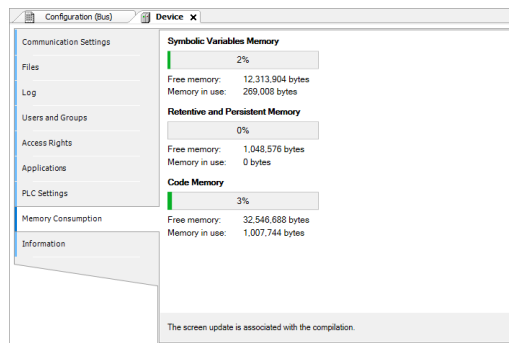 Configuration (Bus)
Device
Communication Settings
Files
Log
Users and Groups
Access Rights
Applications
PLC Settings
Memory Consumption
Information
Symbolic Variables Memory
2%
Free memory: 12,313,904 bytes
Memory in use: 269,008 bytes
Retentive and Persistent Memory
0%
Free memory: 1,048,576 bytes
Memory in use: 0 bytes
Code Memory
3%
Free memory: 32,546,688 bytes
Memory in use: 1,007,744 bytes
The screen update is associated with the compilation.